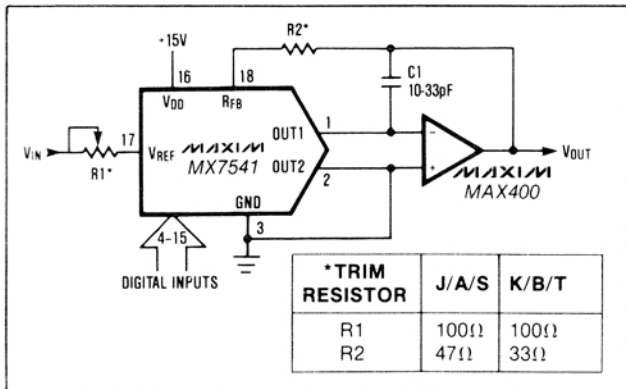 +15V
R2*
16
18
C1
10-33pF
VDD
RFB
VIN
R1*
17
VREF
MAXIM
MX7541
OUT1
1
OUT2
2
−
+
VOUT
MAXIM
MAX400
GND
3
4-15
DIGITAL INPUTS
*TRIM RESISTOR J/A/S K/B/T
R1 100Ω 100Ω
R2 47Ω 33Ω